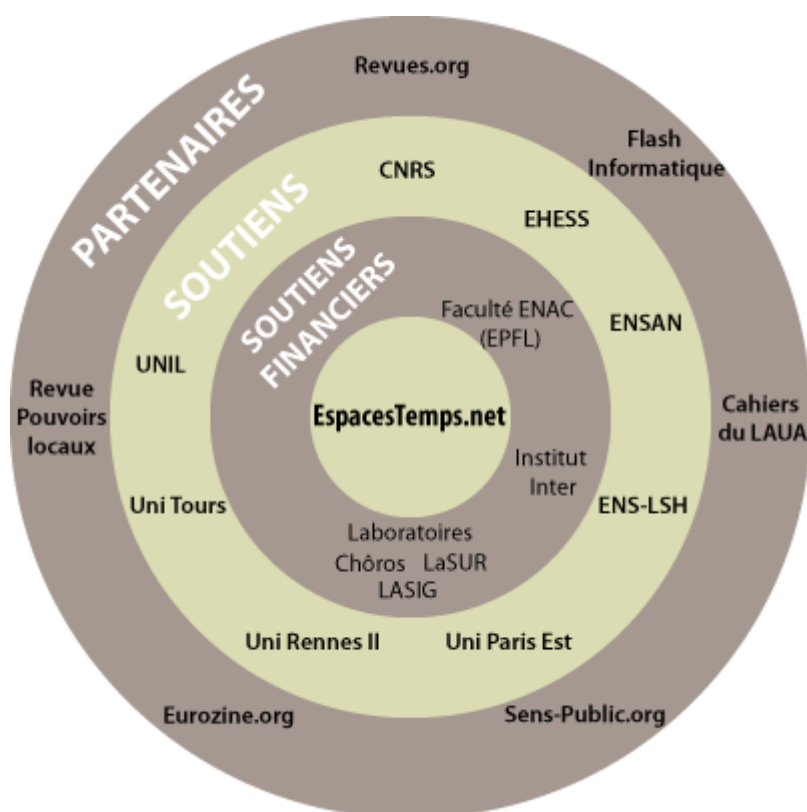 Revues.org
PARTENAIRES
Flash
Informatique
CNRS
SOUTIENS
EHESS
SOUTIENS
FINANCIERS
Faculté ENAC
(EPFL)
ENSAN
UNIL
Revue
Pouvoirs
locaux
EspacesTemps.net
Cahiers
du LAUA
Institut
Inter
Uni Tours
ENS-LSH
Laboratoires
Chôros LaSUR
LASIG
Uni Rennes II
Uni Paris Est
Eurozine.org
Sens-Public.org